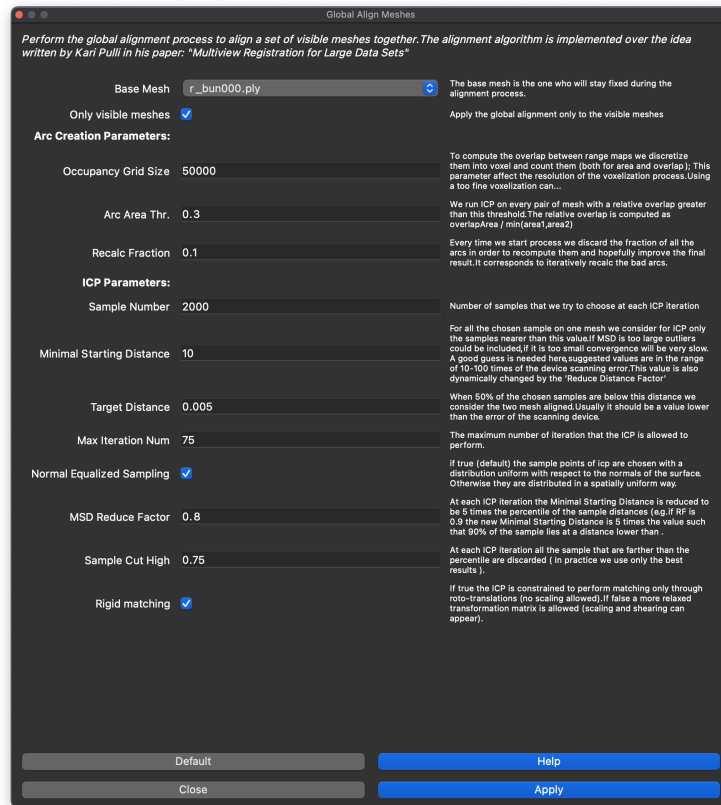 Global Align Meshes
Perform the global alignment process to align a set of visible meshes together.The alignment algorithm is implemented over the idea
written by Kari Pulli in his paper: "Multiview Registration for Large Data Sets"
Base Mesh
r_bun000.ply
The base mesh is the one who will stay fixed during the
alignment process.
Only visible meshes
Apply the global alignment only to the visible meshes
Arc Creation Parameters:
Occupancy Grid Size
50000
To compute the overlap between range maps we discretize
them into voxel and count them (both for area and overlap); This
parameter affect the resolution of the voxelization process.Using
a too fine voxelization can...
Arc Area Thr.
0.3
We run ICP on every pair of mesh with a relative overlap greater
than this threshold.The relative overlap is computed as
overlapArea / min(area1,area2)
Recalc Fraction
0.1
Every time we start process we discard the fraction of all the
arcs in order to recompute them and hopefully improve the final
result.It corresponds to iteratively recalc the bad arcs.
ICP Parameters:
Sample Number
2000
Number of samples that we try to choose at each ICP iteration
Minimal Starting Distance
10
For all the chosen sample on one mesh we consider for ICP only
the samples nearer than this value.If MSD is too large outliers
could be included,if it is too small convergence will be very slow.
A good guess is needed here,suggested values are in the range
of 10-100 times of the device scanning error.This value is also
dynamically changed by the 'Reduce Distance Factor'
Target Distance
0.005
When 50% of the chosen samples are below this distance we
consider the two mesh aligned.Usually it should be a value lower
than the error of the scanning device.
Max Iteration Num
75
The maximum number of iteration that the ICP is allowed to
perform.
Normal Equalized Sampling
if true (default) the sample points of icp are chosen with a
distribution uniform with respect to the normals of the surface.
Otherwise they are distributed in a spatially uniform way.
MSD Reduce Factor
0.8
At each ICP iteration the Minimal Starting Distance is reduced to
be 5 times the percentile of the sample distances (e.g.if RF is
0.9 the new Minimal Starting Distance is 5 times the value such
that 90% of the sample lies at a distance lower than .
Sample Cut High
0.75
At each ICP iteration all the sample that are farther than the
percentile are discarded ( In practice we use only the best
results ).
Rigid matching
If true the ICP is constrained to perform matching only through
roto-translations (no scaling allowed).If false a more relaxed
transformation matrix is allowed (scaling and shearing can
appear).
Default
Help
Close
Apply